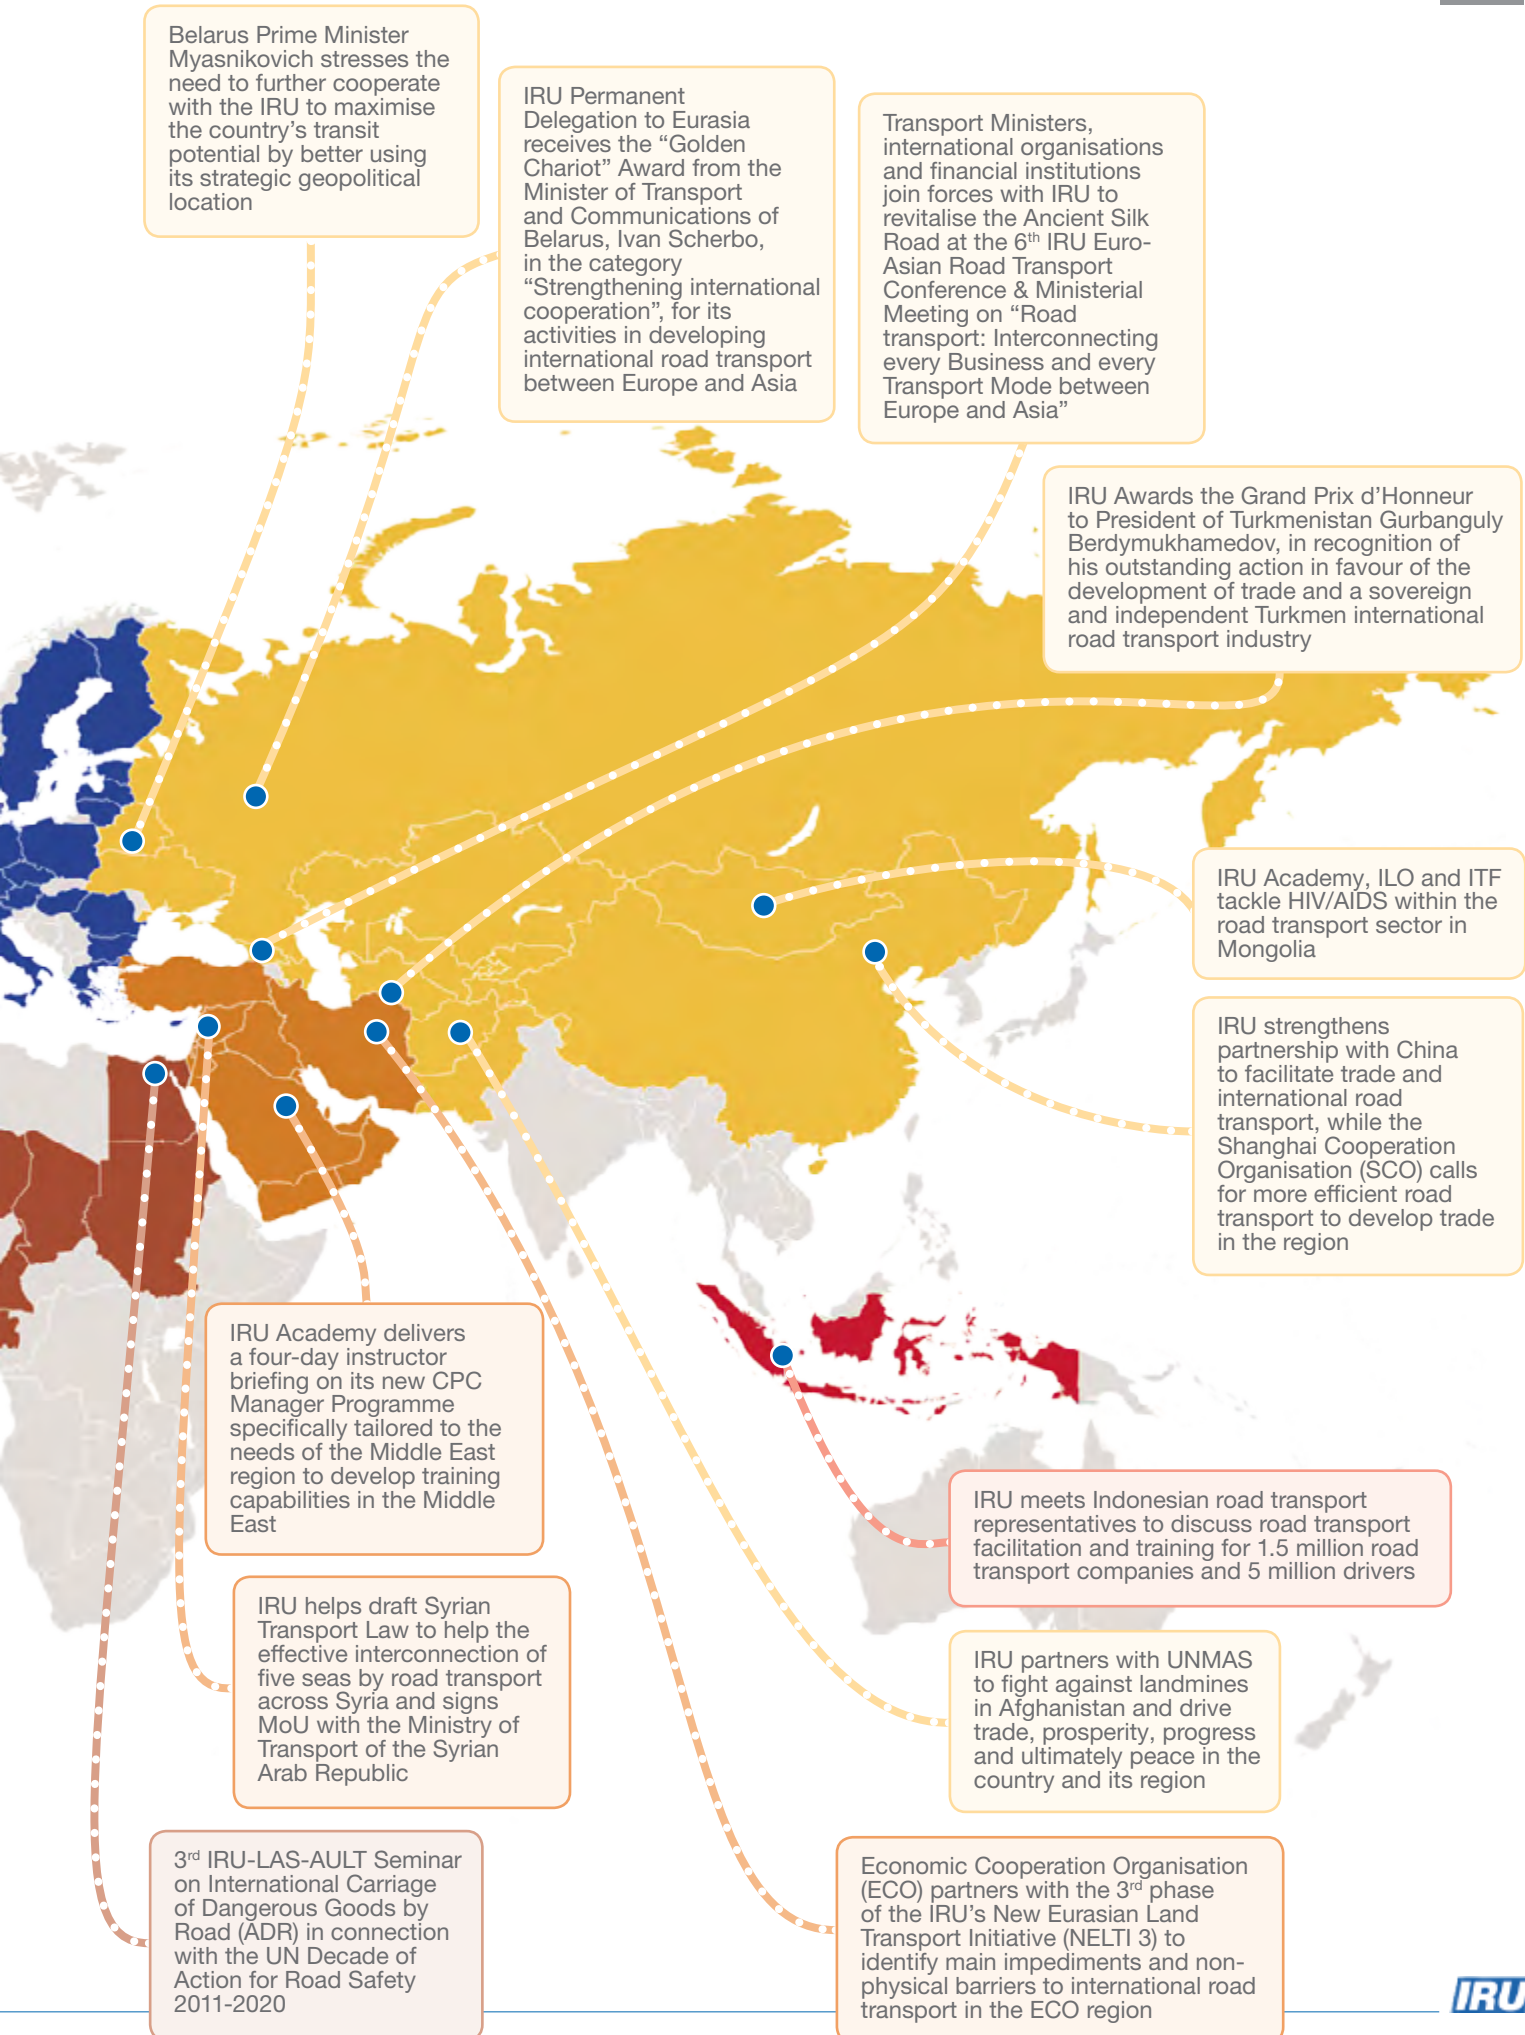 Belarus Prime Minister
Myasnikovich stresses the
need to further cooperate
with the IRU to maximise
the country's transit
potential by better using
its strategic geopolitical
location
IRU Permanent
Delegation to Eurasia
receives the “Golden
Chariot” Award from the
Minister of Transport
and Communications of
Belarus, Ivan Scherbo,
in the category
“Strengthening international
cooperation”, for its
activities in developing
international road transport
between Europe and Asia
Transport Ministers,
international organisations
and financial institutions
join forces with IRU to
revitalise the Ancient Silk
Road at the 6th IRU Euro-
Asian Road Transport
Conference & Ministerial
Meeting on “Road
transport: Interconnecting
every Business and every
Transport Mode between
Europe and Asia”
IRU Awards the Grand Prix d'Honneur
to President of Turkmenistan Gurbanguly
Berdymukhamedov, in recognition of
his outstanding action in favour of the
development of trade and a sovereign
and independent Turkmen international
road transport industry
IRU Academy, ILO and ITF
tackle HIV/AIDS within the
road transport sector in
Mongolia
IRU strengthens
partnership with China
to facilitate trade and
international road
transport, while the
Shanghai Cooperation
Organisation (SCO) calls
for more efficient road
transport to develop trade
in the region
IRU Academy delivers
a four-day instructor
briefing on its new CPC
Manager Programme
specifically tailored to the
needs of the Middle East
region to develop training
capabilities in the Middle
East
IRU meets Indonesian road transport
representatives to discuss road transport
facilitation and training for 1.5 million road
transport companies and 5 million drivers
IRU helps draft Syrian
Transport Law to help the
effective interconnection of
five seas by road transport
across Syria and signs
MoU with the Ministry of
Transport of the Syrian
Arab Republic
IRU partners with UNMAS
to fight against landmines
in Afghanistan and drive
trade, prosperity, progress
and ultimately peace in the
country and its region
3rd IRU-LAS-AULT Seminar
on International Carriage
of Dangerous Goods by
Road (ADR) in connection
with the UN Decade of
Action for Road Safety
2011-2020
Economic Cooperation Organisation
(ECO) partners with the 3rd phase
of the IRU's New Eurasian Land
Transport Initiative (NELTI 3) to
identify main impediments and non-
physical barriers to international road
transport in the ECO region
IRU